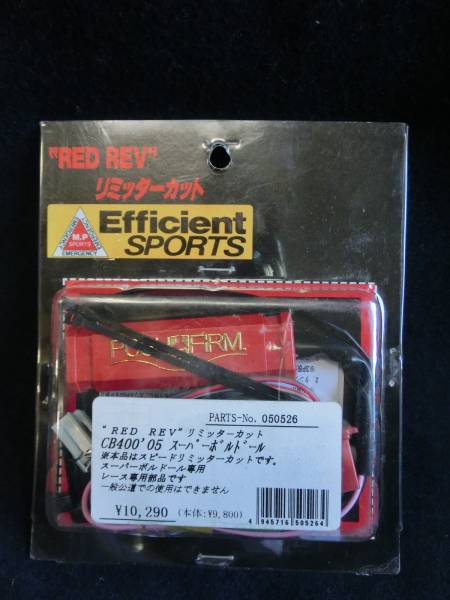 "RED REV"
リミッターカット
M.P
SPORTS
EMERGENCY
Efficient
SPORTS
POSH FIRM
PARTS-No. 050526
"RED REV"リミッターカット
CB400'05 スーパーボルドール
※本品はスピードリミッターカットです。
スーパーボルドール専用
レース専用部品です
一般公道での使用はできません
¥10,290 (本体:¥9,800)
4 945716 505264